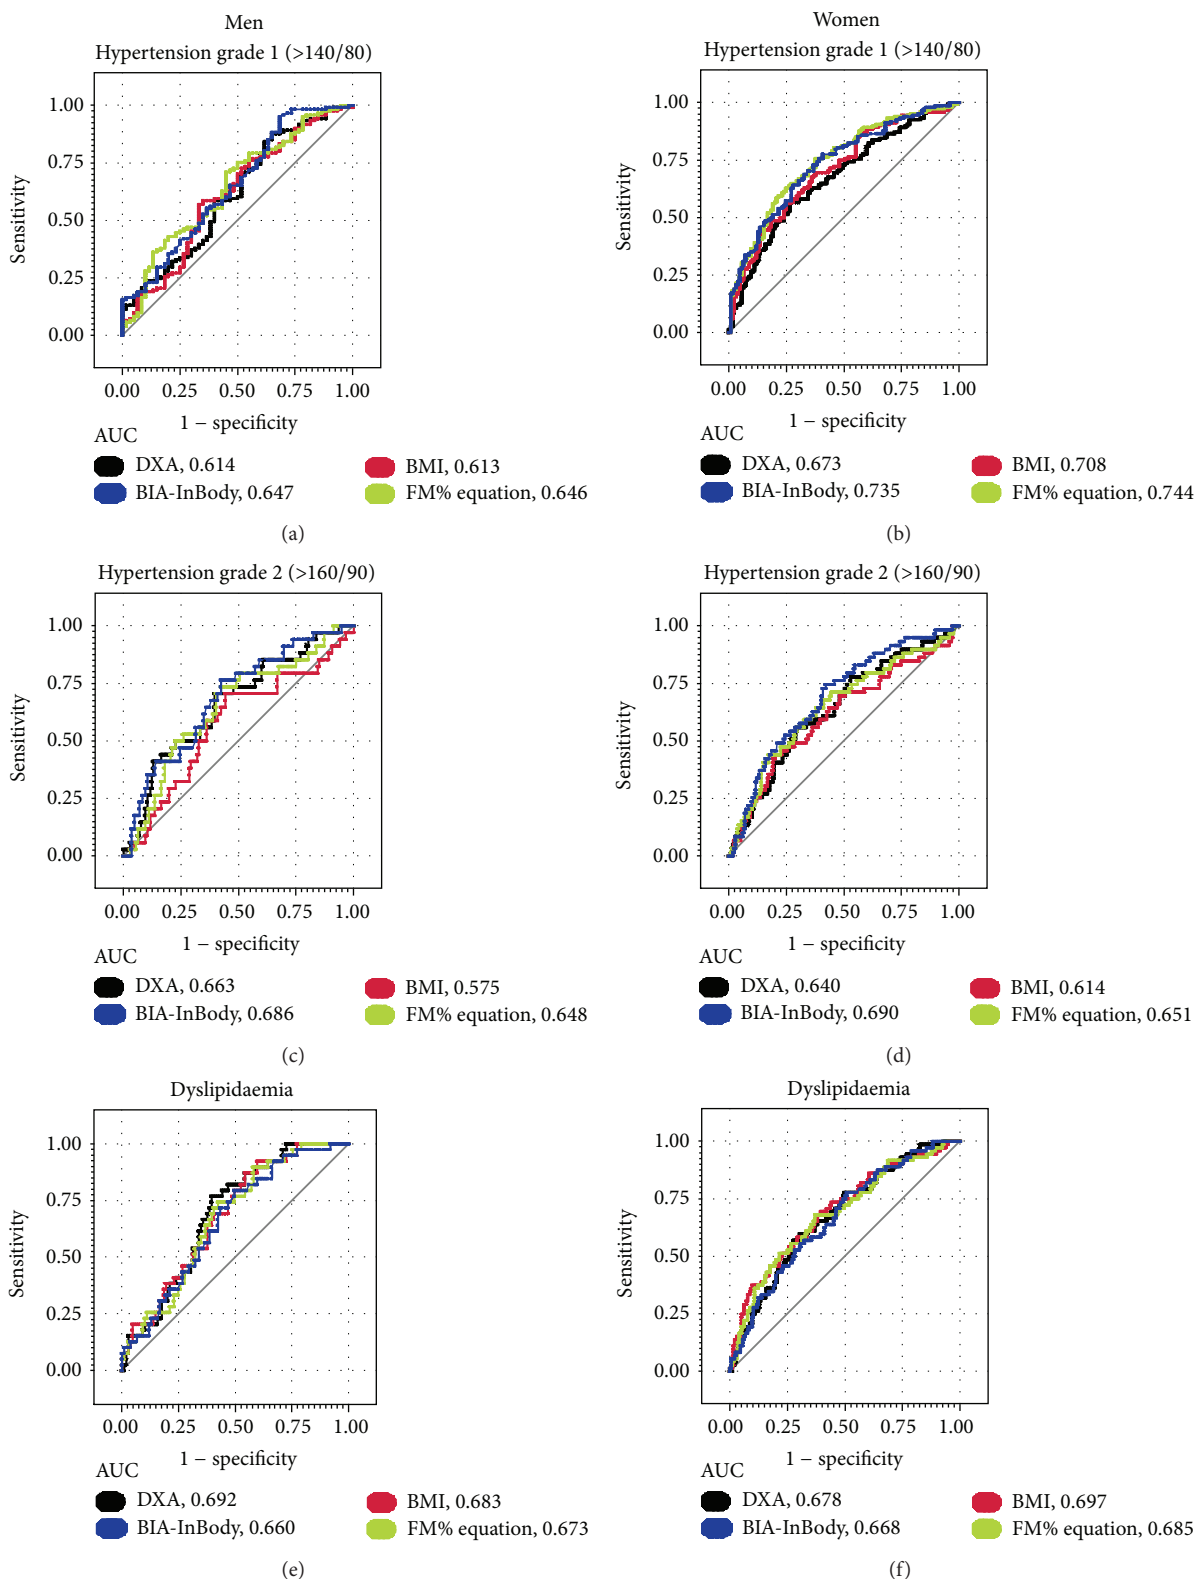 Men
Hypertension grade 1 (>140/80)
1.00
0.75
0.50
0.25
0.00
Sensitivity
0.00 0.25 0.50 0.75 1.00
1 − specificity
AUC
DXA, 0.614 BMI, 0.613
BIA-InBody, 0.647 FM% equation, 0.646
(a)
Women
Hypertension grade 1 (>140/80)
1.00
0.75
0.50
0.25
0.00
Sensitivity
0.00 0.25 0.50 0.75 1.00
1 − specificity
AUC
DXA, 0.673 BMI, 0.708
BIA-InBody, 0.735 FM% equation, 0.744
(b)
Hypertension grade 2 (>160/90)
1.00
0.75
0.50
0.25
0.00
Sensitivity
0.00 0.25 0.50 0.75 1.00
1 − specificity
AUC
DXA, 0.663 BMI, 0.575
BIA-InBody, 0.686 FM% equation, 0.648
(c)
Hypertension grade 2 (>160/90)
1.00
0.75
0.50
0.25
0.00
Sensitivity
0.00 0.25 0.50 0.75 1.00
1 − specificity
AUC
DXA, 0.640 BMI, 0.614
BIA-InBody, 0.690 FM% equation, 0.651
(d)
Dyslipidaemia
1.00
0.75
0.50
0.25
0.00
Sensitivity
0.00 0.25 0.50 0.75 1.00
1 − specificity
AUC
DXA, 0.692 BMI, 0.683
BIA-InBody, 0.660 FM% equation, 0.673
(e)
Dyslipidaemia
1.00
0.75
0.50
0.25
0.00
Sensitivity
0.00 0.25 0.50 0.75 1.00
1 − specificity
AUC
DXA, 0.678 BMI, 0.697
BIA-InBody, 0.668 FM% equation, 0.685
(f)